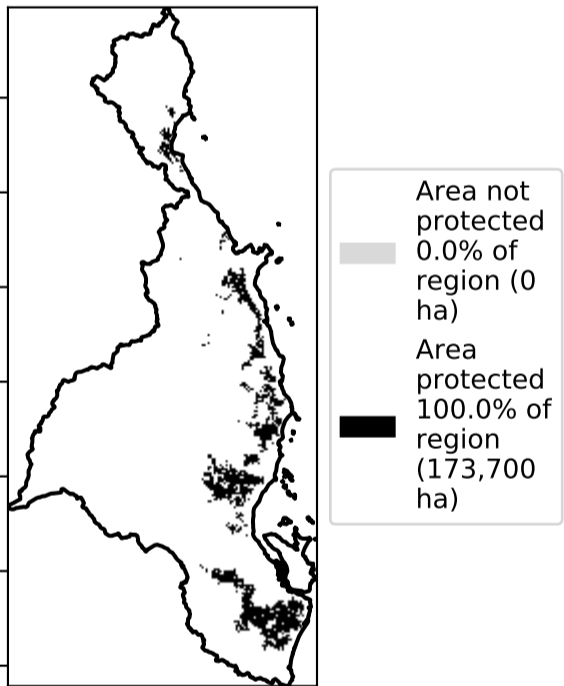 Area not
protected
0.0% of
region (0
ha)
Area
protected
100.0% of
region
(173,700
ha)